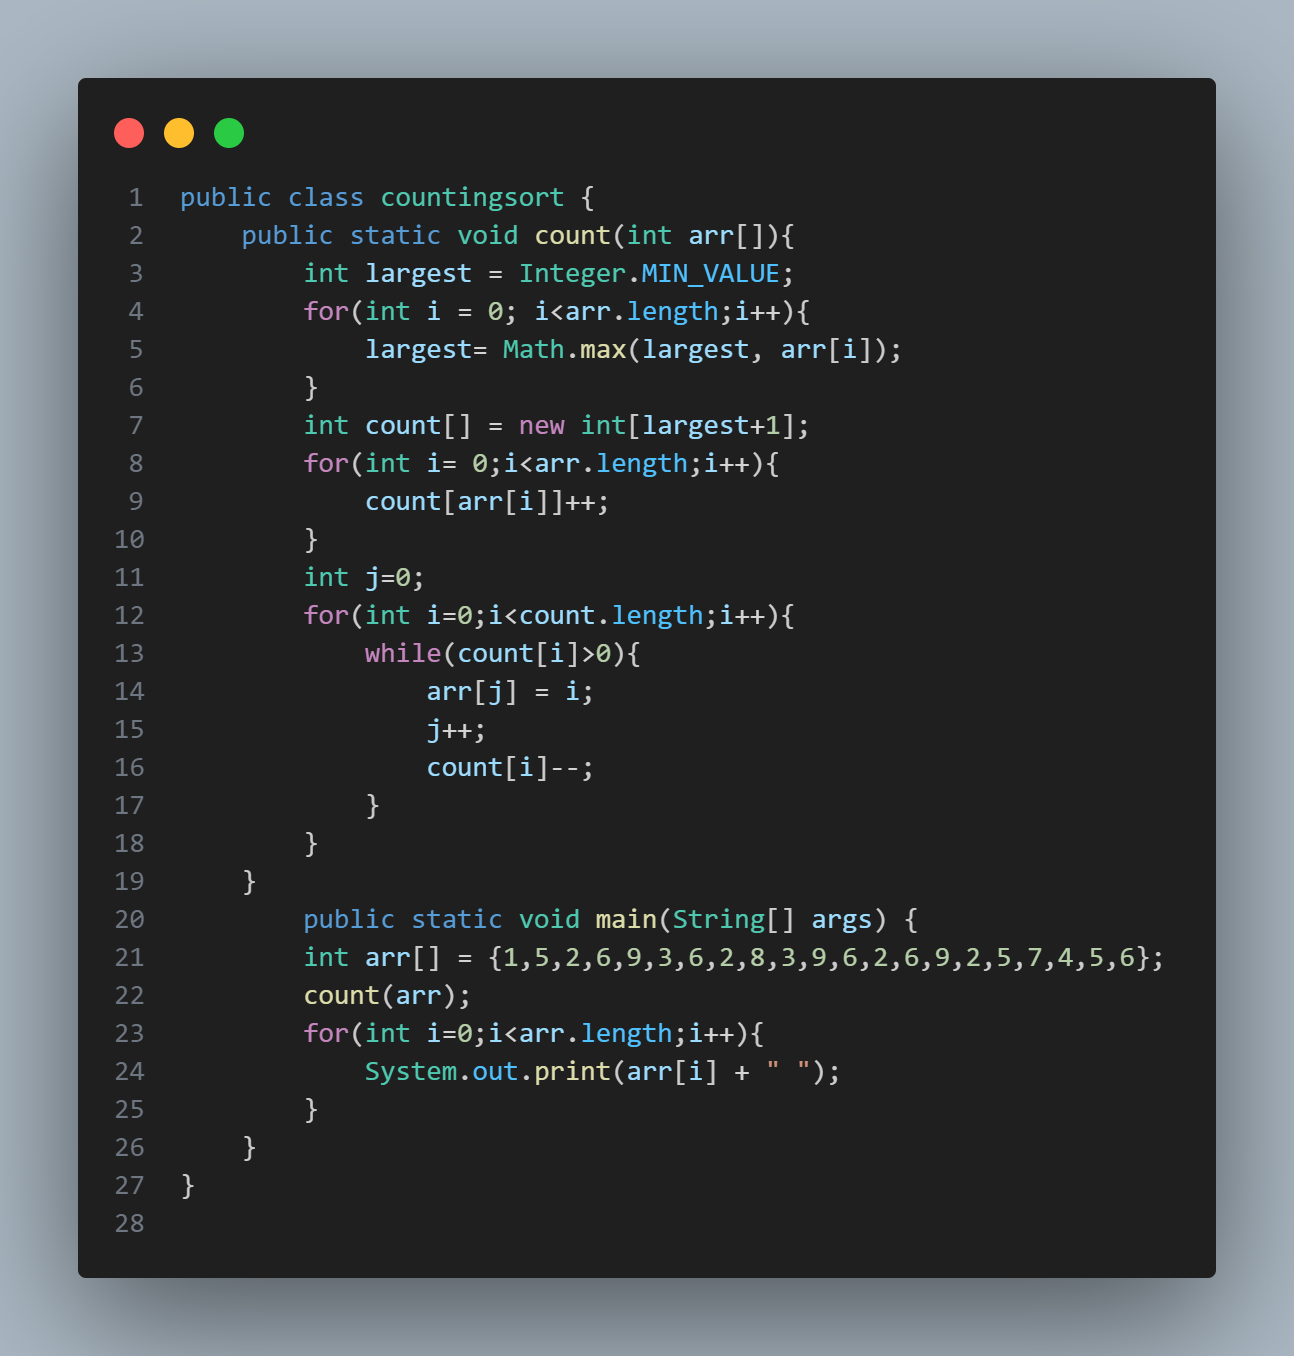 1 public class countingsort {
2     public static void count(int arr[]){
3         int largest = Integer.MIN_VALUE;
4         for(int i = 0; i<arr.length;i++){
5             largest= Math.max(largest, arr[i]);
6         }
7         int count[] = new int[largest+1];
8         for(int i= 0;i<arr.length;i++){
9             count[arr[i]]++;
10         }
11         int j=0;
12         for(int i=0;i<count.length;i++){
13             while(count[i]>0){
14                 arr[j] = i;
15                 j++;
16                 count[i]--;
17             }
18         }
19     }
20         public static void main(String[] args) {
21         int arr[] = {1,5,2,6,9,3,6,2,8,3,9,6,2,6,9,2,5,7,4,5,6};
22         count(arr);
23         for(int i=0;i<arr.length;i++){
24             System.out.print(arr[i] + " ");
25         }
26     }
27 }
28